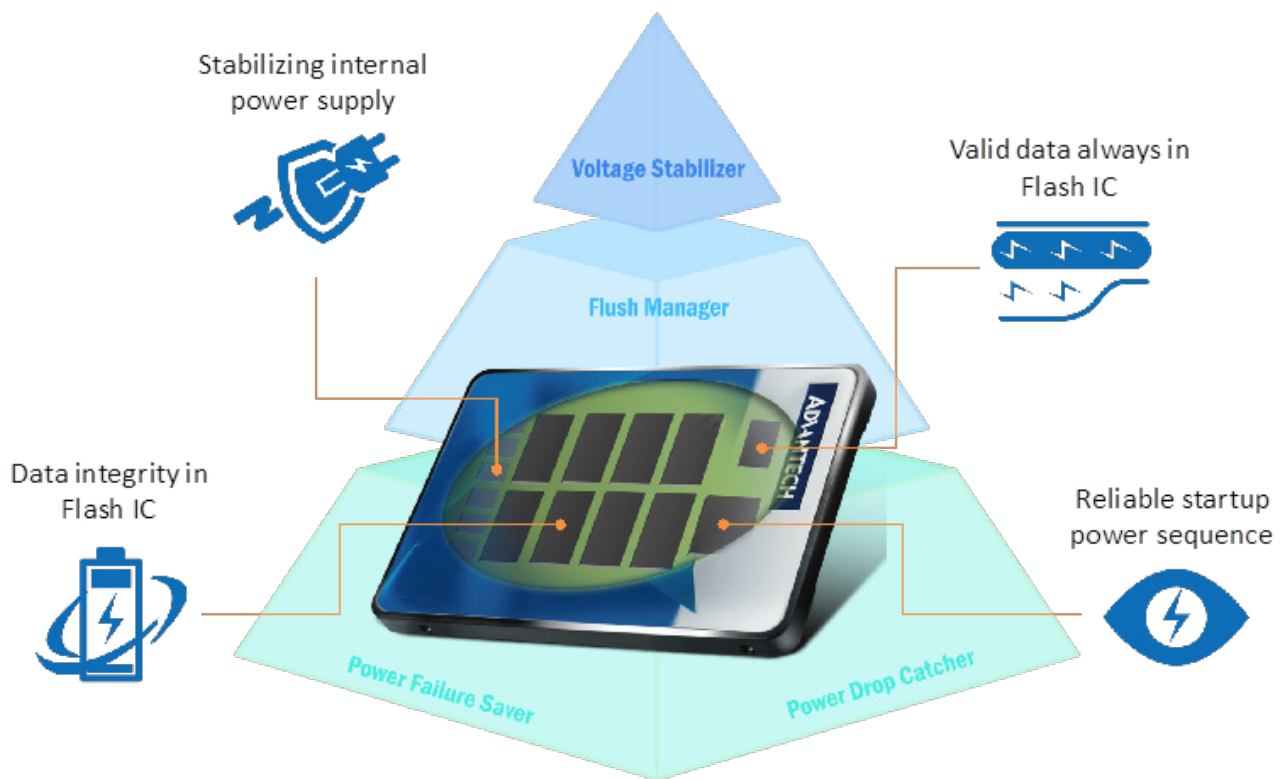 Stabilizing internal
power supply
Voltage Stabilizer
Valid data always in
Flash IC
Flush Manager
ADVANTECH
Data integrity in
Flash IC
Reliable startup
power sequence
Power Failure Saver
Power Drop Catcher